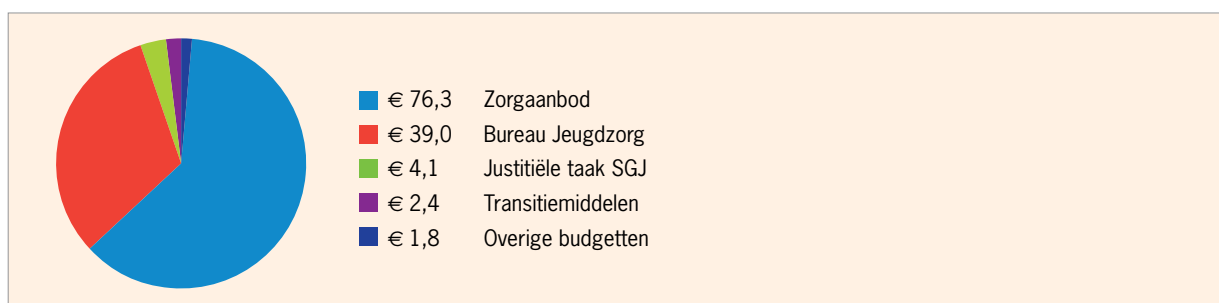 € 76,3 Zorgaanbod
€ 39,0 Bureau Jeugdzorg
€ 4,1 Justitiële taak SGJ
€ 2,4 Transitiemiddelen
€ 1,8 Overige budgetten